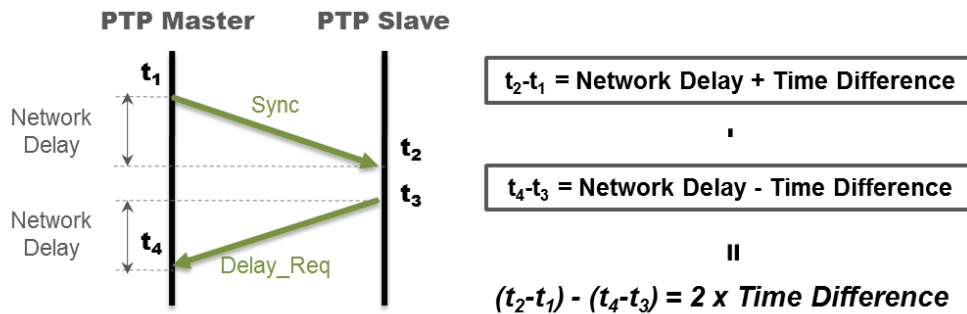 PTP Master PTP Slave
t₁
t₂-t₁ = Network Delay + Time Difference
Sync
Network
Delay
-
t₂
t₃
t₄-t₃ = Network Delay - Time Difference
Network
Delay
t₄
=
Delay_Req
(t₂-t₁) - (t₄-t₃) = 2 x Time Difference